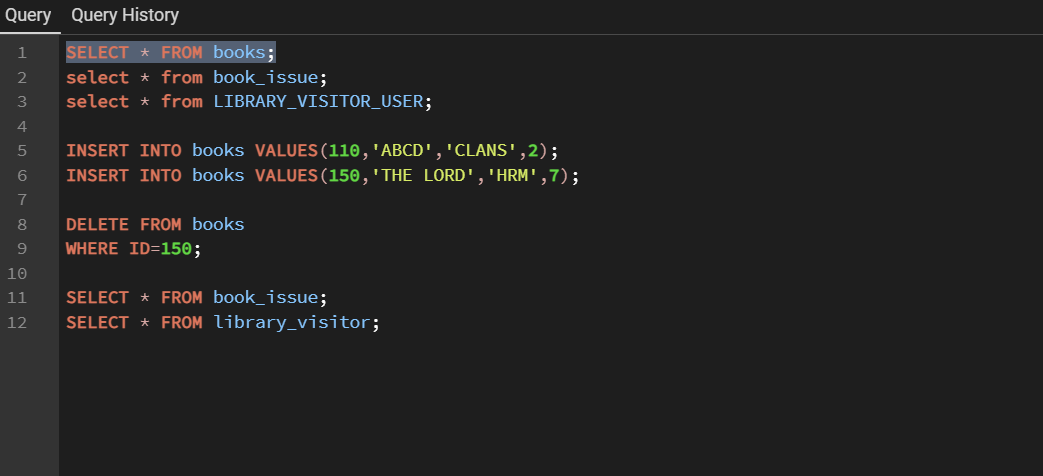 Query Query History
1 SELECT * FROM books;
2 select * from book_issue;
3 select * from LIBRARY_VISITOR_USER;
4
5 INSERT INTO books VALUES(110,'ABCD','CLANS',2);
6 INSERT INTO books VALUES(150,'THE LORD','HRM',7);
7
8 DELETE FROM books
9 WHERE ID=150;
10
11 SELECT * FROM book_issue;
12 SELECT * FROM library_visitor;